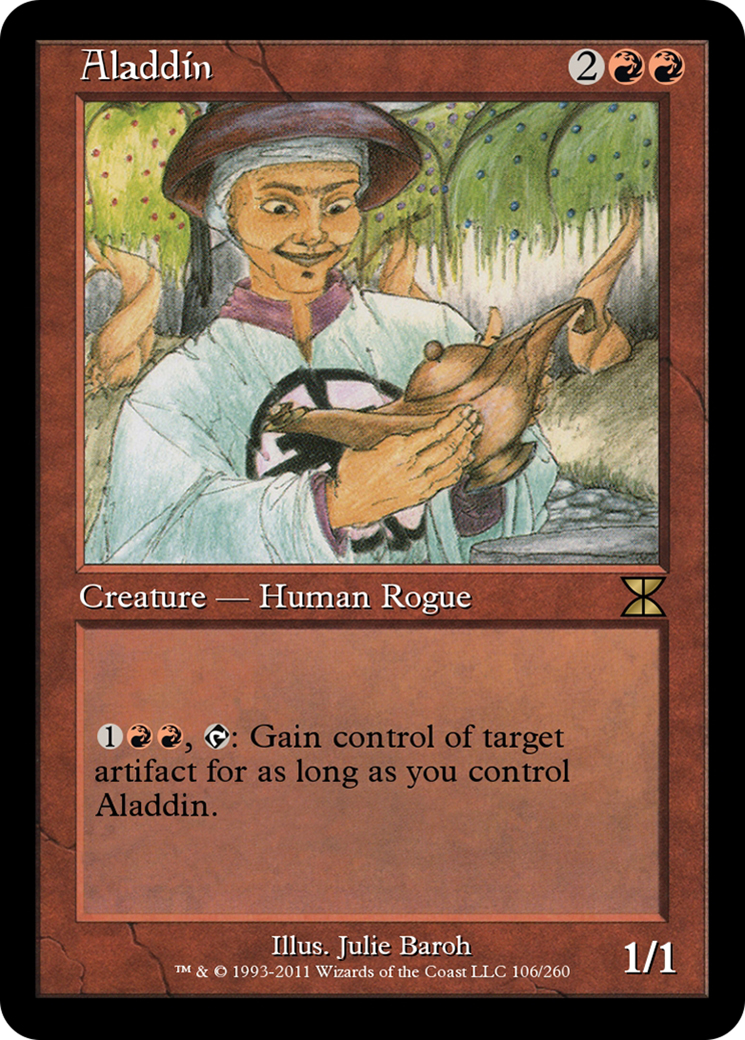 Aladdin 2
Creature — Human Rogue
1, : Gain control of target
artifact for as long as you control
Aladdin.
Illus. Julie Baroh
™ & © 1993-2011 Wizards of the Coast LLC 106/260
1/1